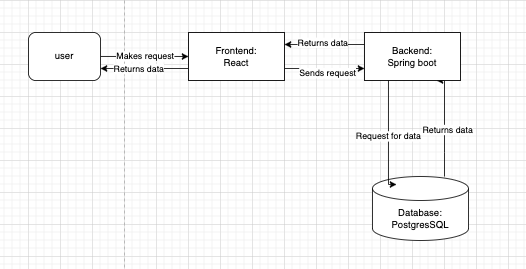 user
Makes request
Returns data
Frontend:
React
Returns data
Sends request
Backend:
Spring boot
Request for data
Returns data
Database:
PostgresSQL